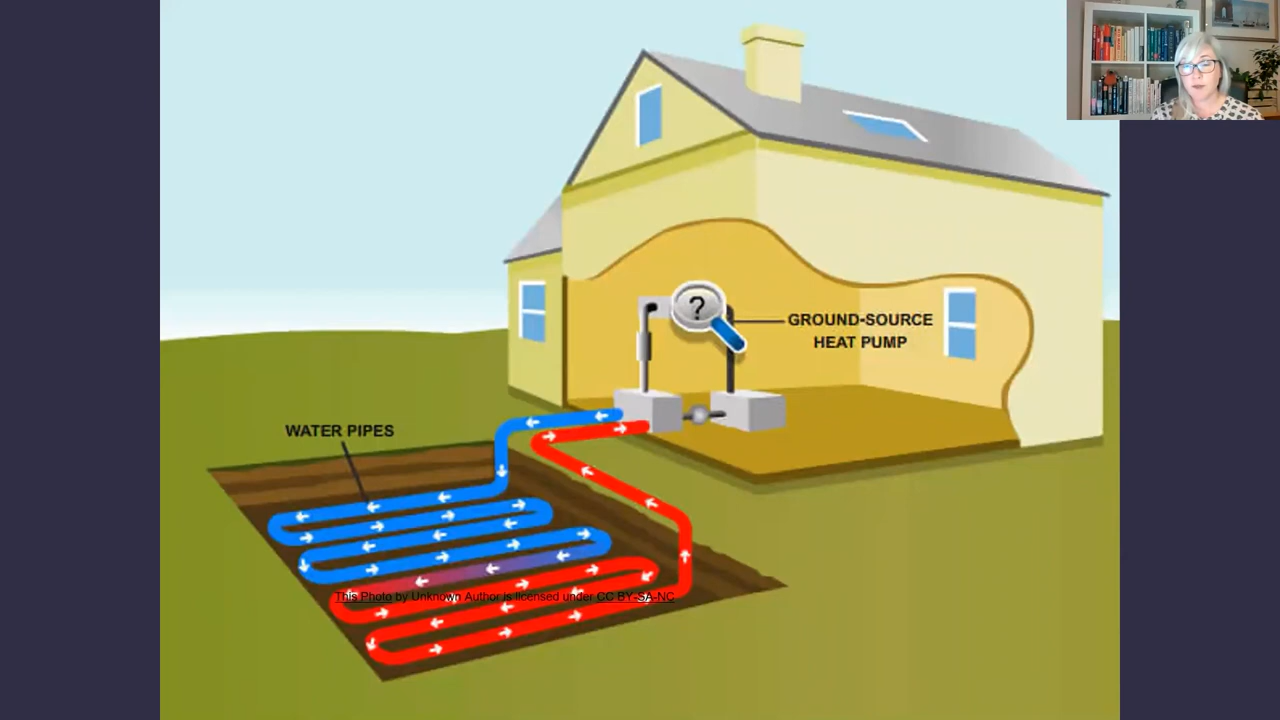 ?
GROUND-SOURCE
HEAT PUMP
WATER PIPES
This Photo by Unknown Author is licensed under CC BY-SA-NC